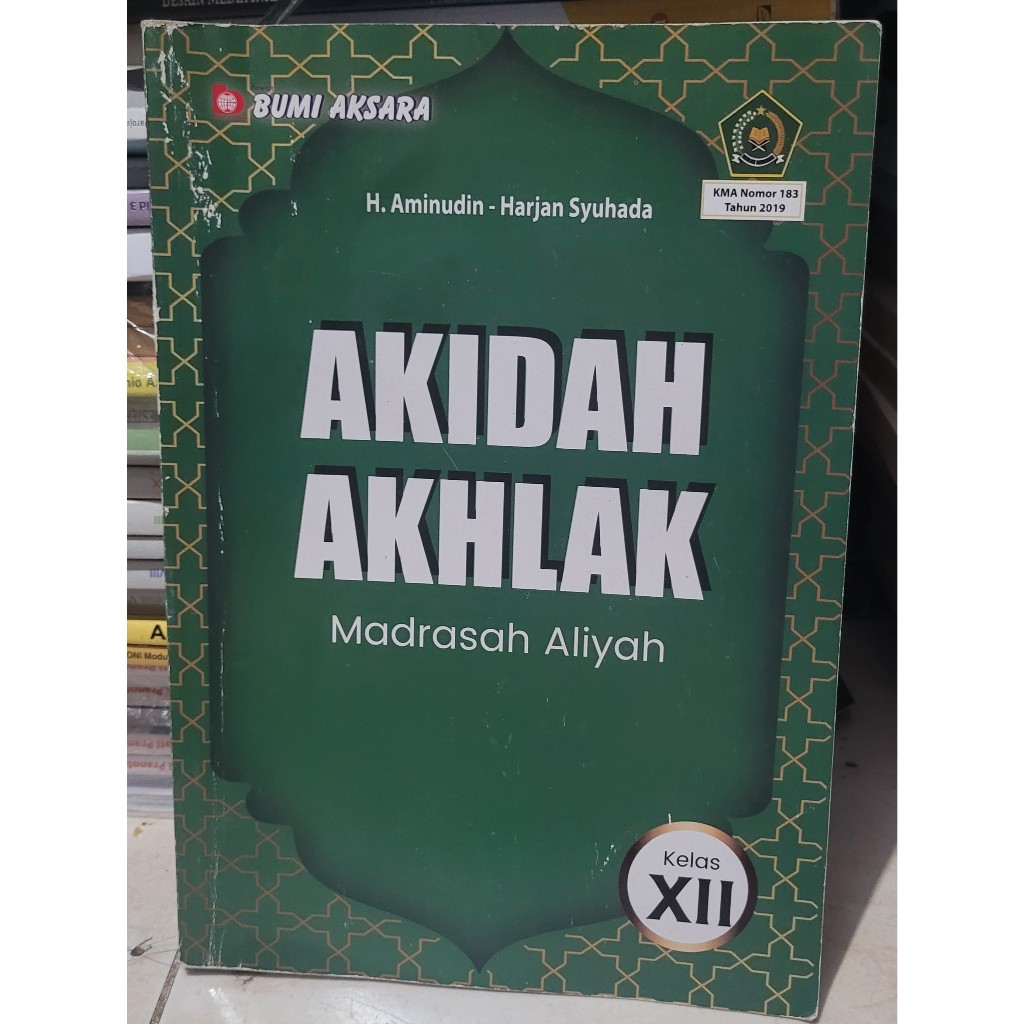 BUMI AKSARA
KMA Nomor 183
Tahun 2019
H. Aminudin - Harjan Syuhada
AKIDAH
AKHLAK
Madrasah Aliyah
Kelas
XII